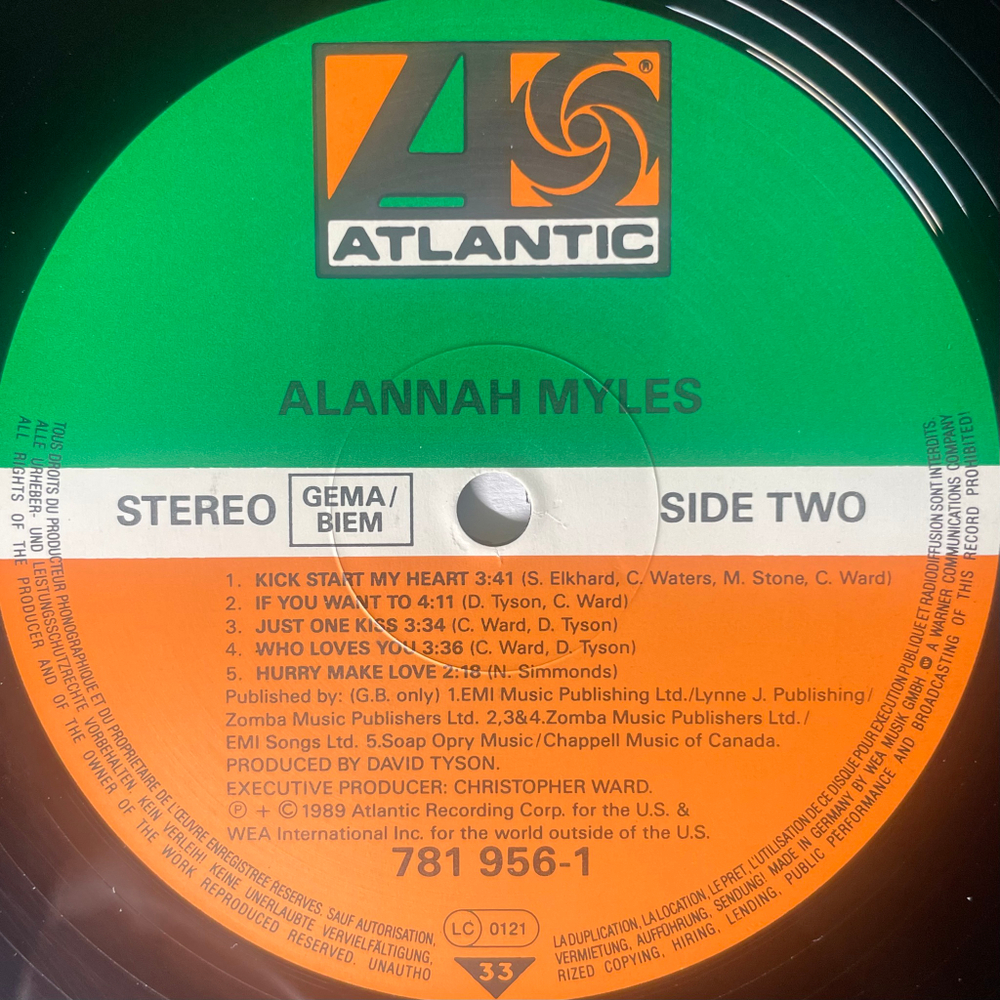 ®
ATLANTIC
ALANNAH MYLES
STEREO
GEMA/
BIEM
SIDE TWO
1. KICK START MY HEART 3:41 (S. Elkhard, C. Waters, M. Stone, C. Ward)
2. IF YOU WANT TO 4:11 (D. Tyson, C. Ward)
3. JUST ONE KISS 3:34 (C. Ward, D. Tyson)
4. WHO LOVES YOU 3:36 (C. Ward, D. Tyson)
5. HURRY MAKE LOVE 2:18 (N. Simmonds)
Published by: (G.B. only) 1.EMI Music Publishing Ltd./Lynne J. Publishing/
Zomba Music Publishers Ltd. 2,3&4.Zomba Music Publishers Ltd./
EMI Songs Ltd. 5.Soap Opry Music/Chappell Music of Canada.
PRODUCED BY DAVID TYSON.
EXECUTIVE PRODUCER: CHRISTOPHER WARD.
℗ + © 1989 Atlantic Recording Corp. for the U.S. &
WEA International Inc. for the world outside of the U.S.
781 956-1
LC 0121
33
TOUS DROITS DU PRODUCTEUR PHONOGRAPHIQUE ET DU PROPRIETAIRE DE L'ŒUVRE ENREGISTREE RESERVES. SAUF AUTORISATION,
LA DUPLICATION, LA LOCATION, LE PRET, L'UTILISATION DE CE DISQUE POUR EXECUTION PUBLIQUE ET RADIODIFFUSION SONT INTERDITS.
ALLE URHEBER- UND LEISTUNGSSCHUTZRECHTE VORBEHALTEN. KEIN VERLEIH! KEINE UNERLAUBTE VERVIELFÄLTIGUNG,
VERMIETUNG, AUFFÜHRUNG, SENDUNG! MADE IN GERMANY BY WEA MUSIK GMBH A WARNER COMMUNICATIONS COMPANY
ALL RIGHTS OF THE PRODUCER AND OF THE OWNER OF THE WORK REPRODUCED RESERVED. UNAUTHO
RIZED COPYING, HIRING, LENDING, PUBLIC PERFORMANCE AND BROADCASTING OF THIS RECORD PROHIBITED!